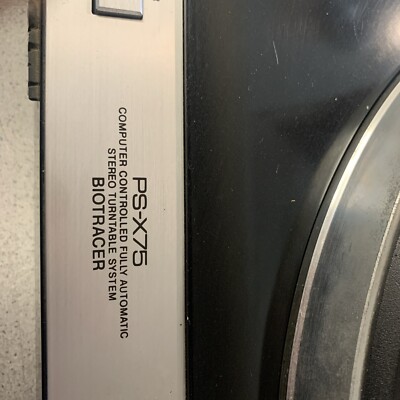 PS-X75
COMPUTER CONTROLLED FULLY AUTOMATIC
STEREO TURNTABLE SYSTEM
BIOTRACER